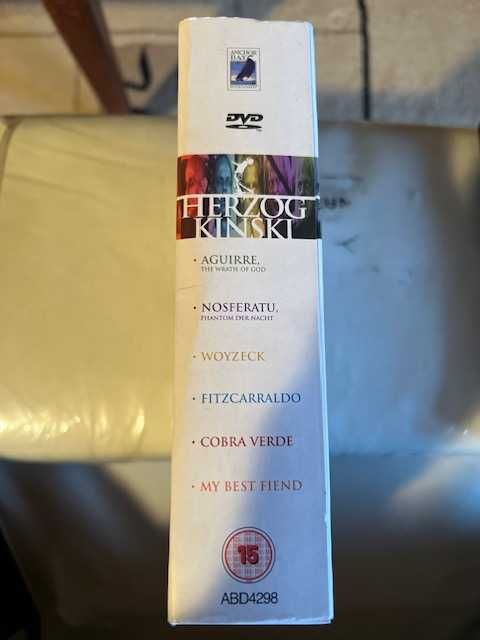 ANCHOR
BAY
DVD
HERZOG
KINSKI
· AGUIRRE,
THE WRATH OF GOD
· NOSFERATU,
PHANTOM DER NACHT
· WOYZECK
· FITZCARRALDO
· COBRA VERDE
· MY BEST FIEND
15
ABD4298